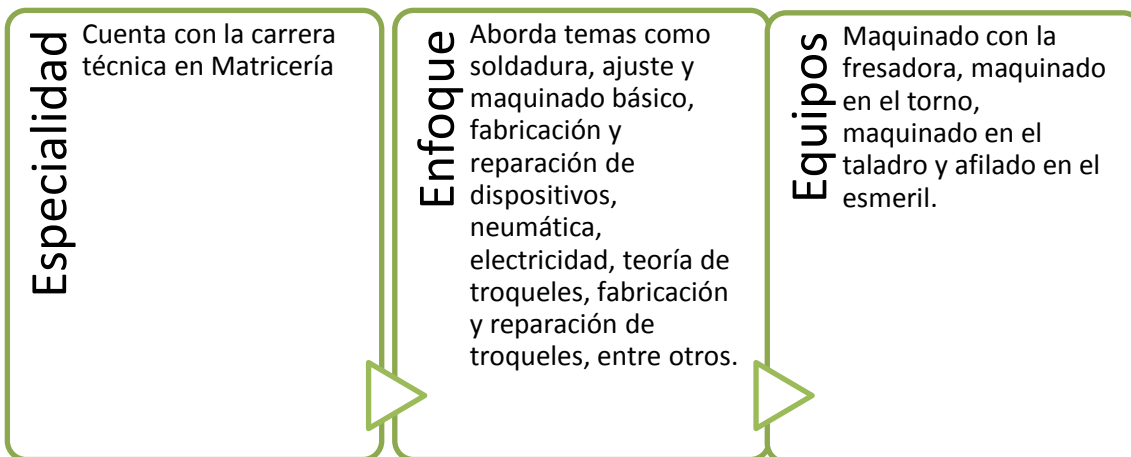 Especialidad
Cuenta con la carrera
técnica en Matricería
Enfoque
Aborda temas como
soldadura, ajuste y
maquinado básico,
fabricación y
reparación de
dispositivos,
neumática,
electricidad, teoría de
troqueles, fabricación
y reparación de
troqueles, entre otros.
Equipos
Maquinado con la
fresadora, maquinado
en el torno,
maquinado en el
taladro y afilado en el
esmeril.